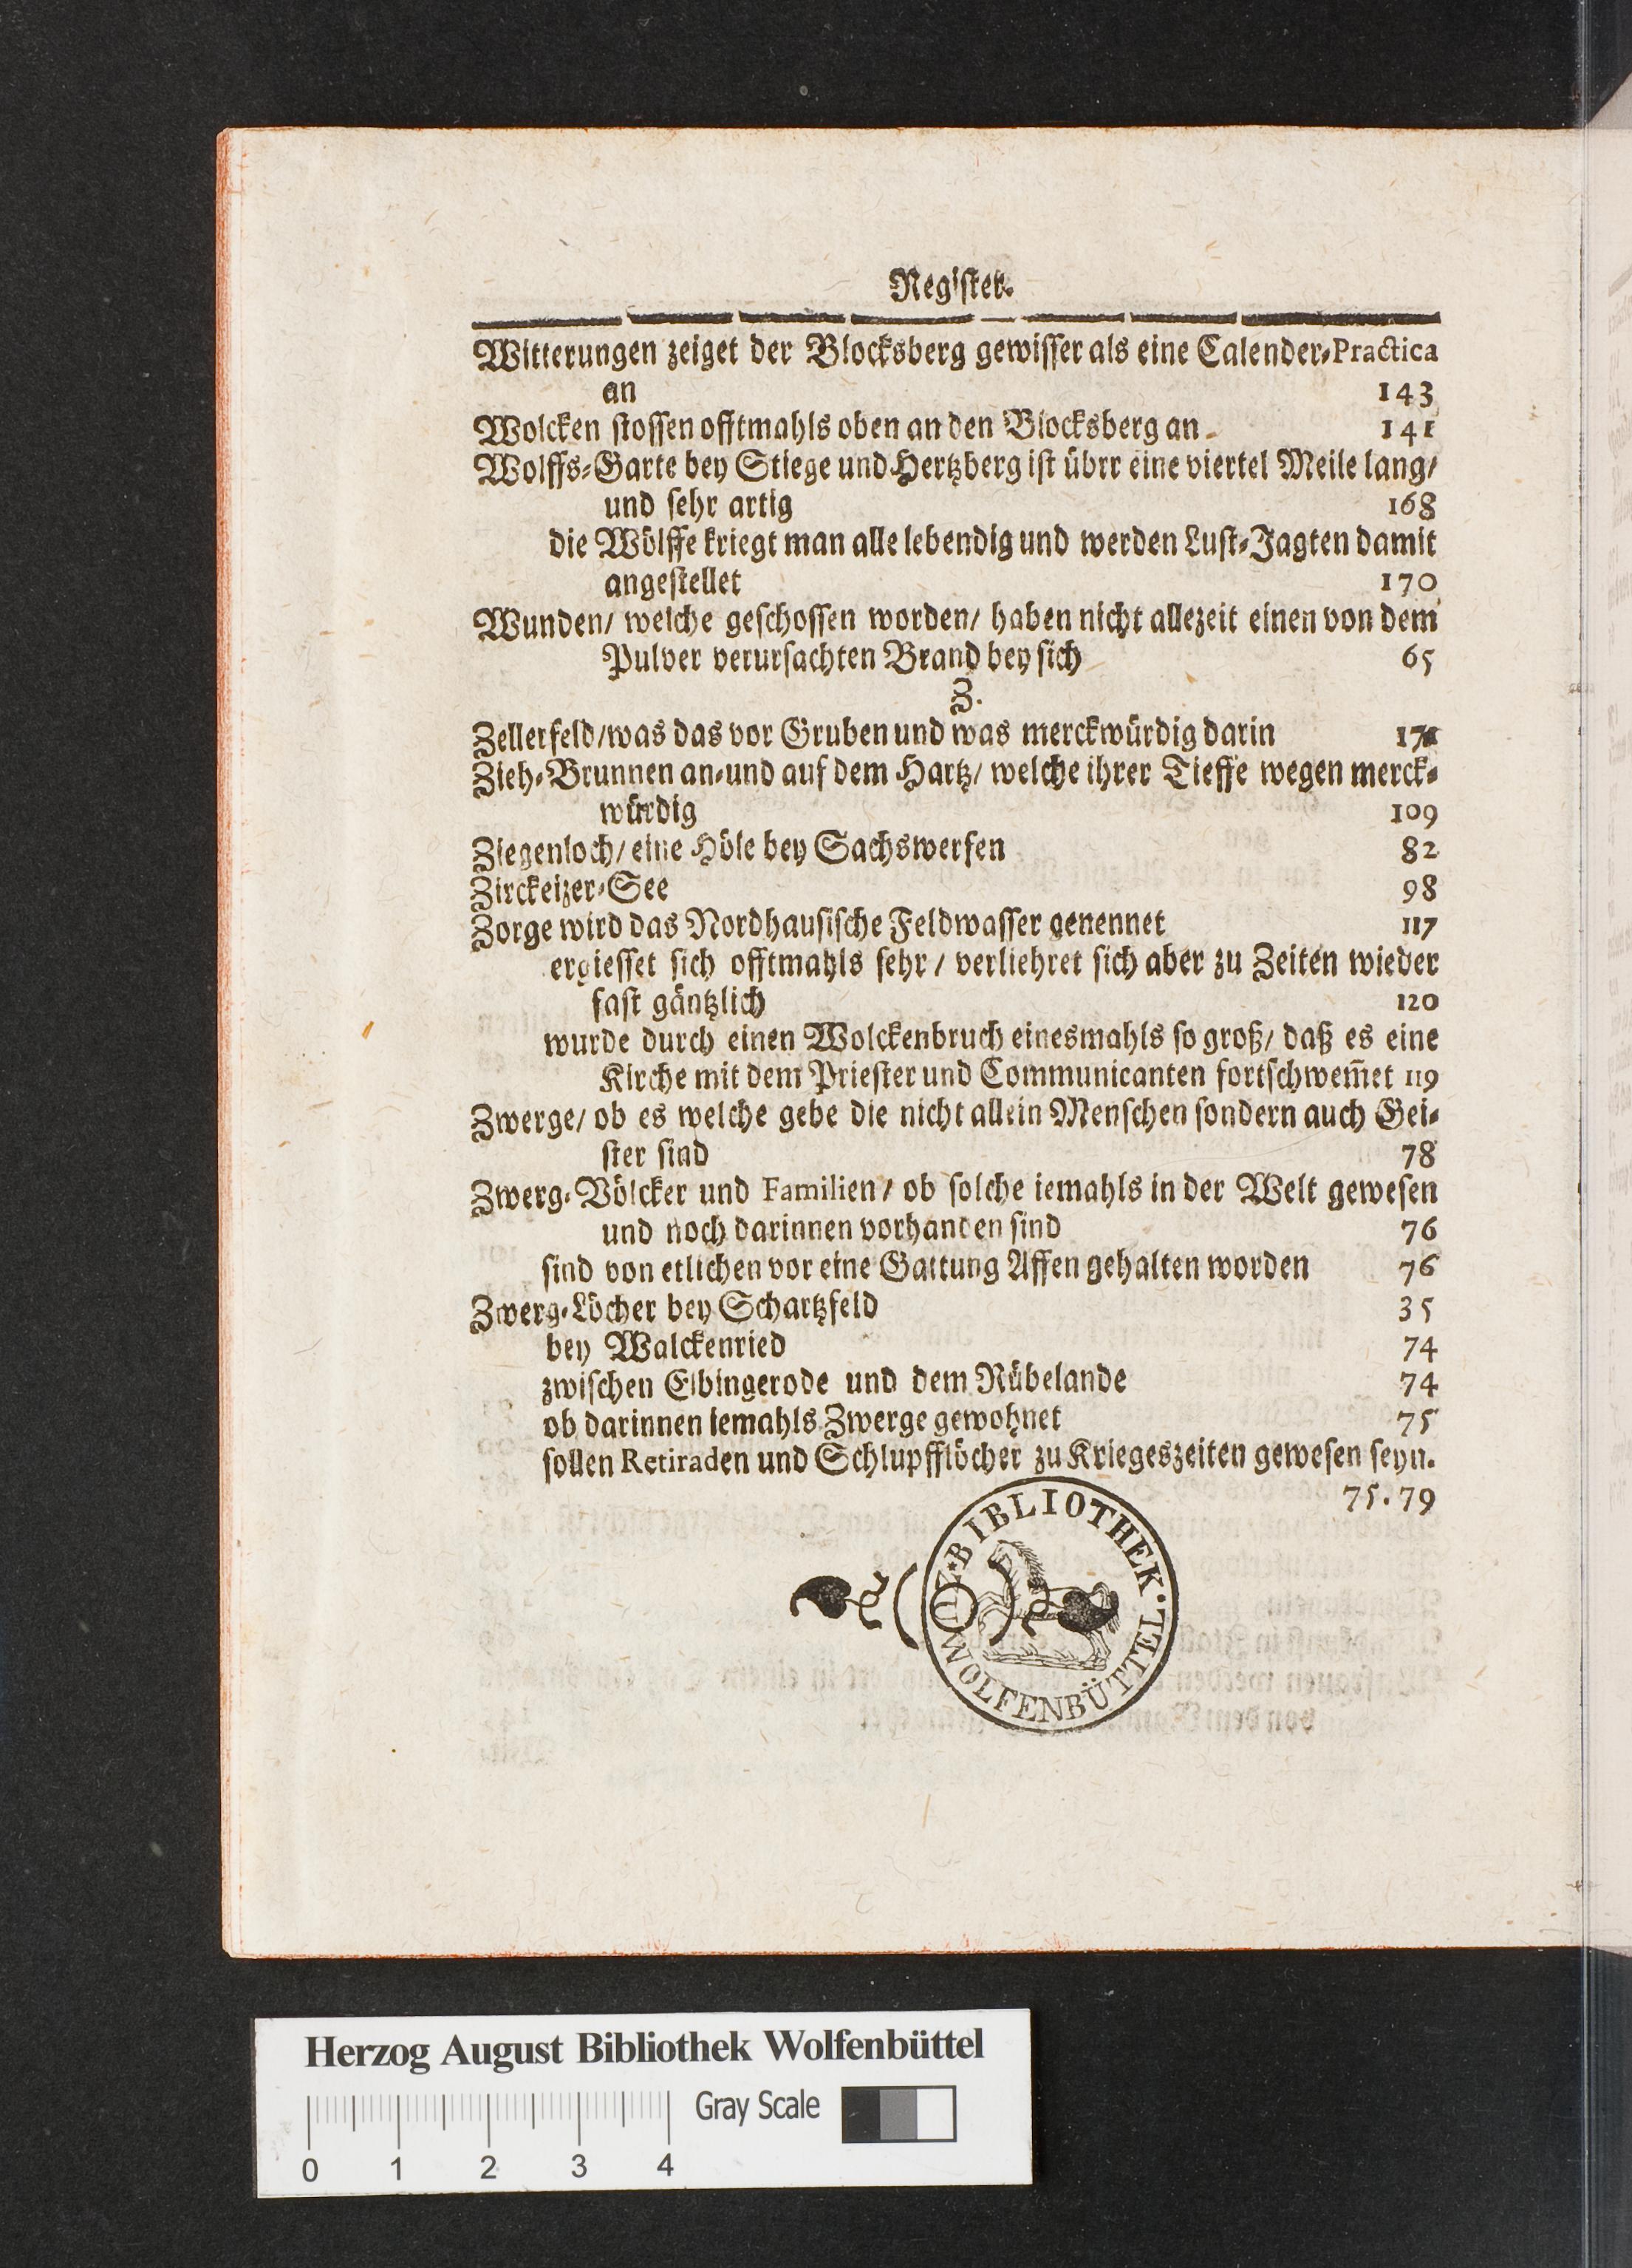 Register.
Witterungen zeiget der Blocksberg gewisser als eine Calender-Practica
an 143
Wolcken stossen offtmahls oben an den Blocksberg an 141
Wolffs-Garte bey Stiege und Hertzberg ist übrr eine viertel Meile lang/
und sehr artig 168
die Wölffe kriegt man alle lebendig und werden Lust-Jagten damit
angestellet 170
Wunden/ welche geschossen worden/ haben nicht allezeit einen von dem
Pulver verursachten Brand bey sich 65
Z.
Zellerfeld/was das vor Gruben und was merckwürdig darin
Zieh-Brunnen an-und auf dem Hartz/ welche ihrer Tieffe wegen merck-
würdig 109
Ziegenloch/ eine Höle bey Sachswerfen 82
Zirckeizer-See 98
Zorge wird das Nordhausische Feldwasser genennet 117
ergiesset sich offtmahls sehr / verliehret sich aber zu Zeiten wieder
fast gäntzlich 120
wurde durch einen Wolckenbruch einesmahls so groß/ daß es eine
Kirche mit dem Priester und Communicanten fortschwem̃et 119
Zwerge/ ob es welche gebe die nicht allein Menschen sondern auch Gei-
ster sind 78
Zwerg-Völcker und Familien/ ob solche iemahls in der Welt gewesen
und noch darinnen vorhanden sind 76
sind von etlichen vor eine Gattung Affen gehalten worden 76
Zwerg-Löcher bey Schartzfeld 35
bey Walckenried 74
zwischen Elbingerode und dem Rübelande 74
ob darinnen iemahls Zwerge gewohnet 75
sollen Retiraden und Schlupfflöcher zu Kriegeszeiten gewesen seyn.
75. 79
BIBLIOTHEK · WOLFENBÜTTEL
Herzog August Bibliothek Wolfenbüttel
Gray Scale
0 1 2 3 4